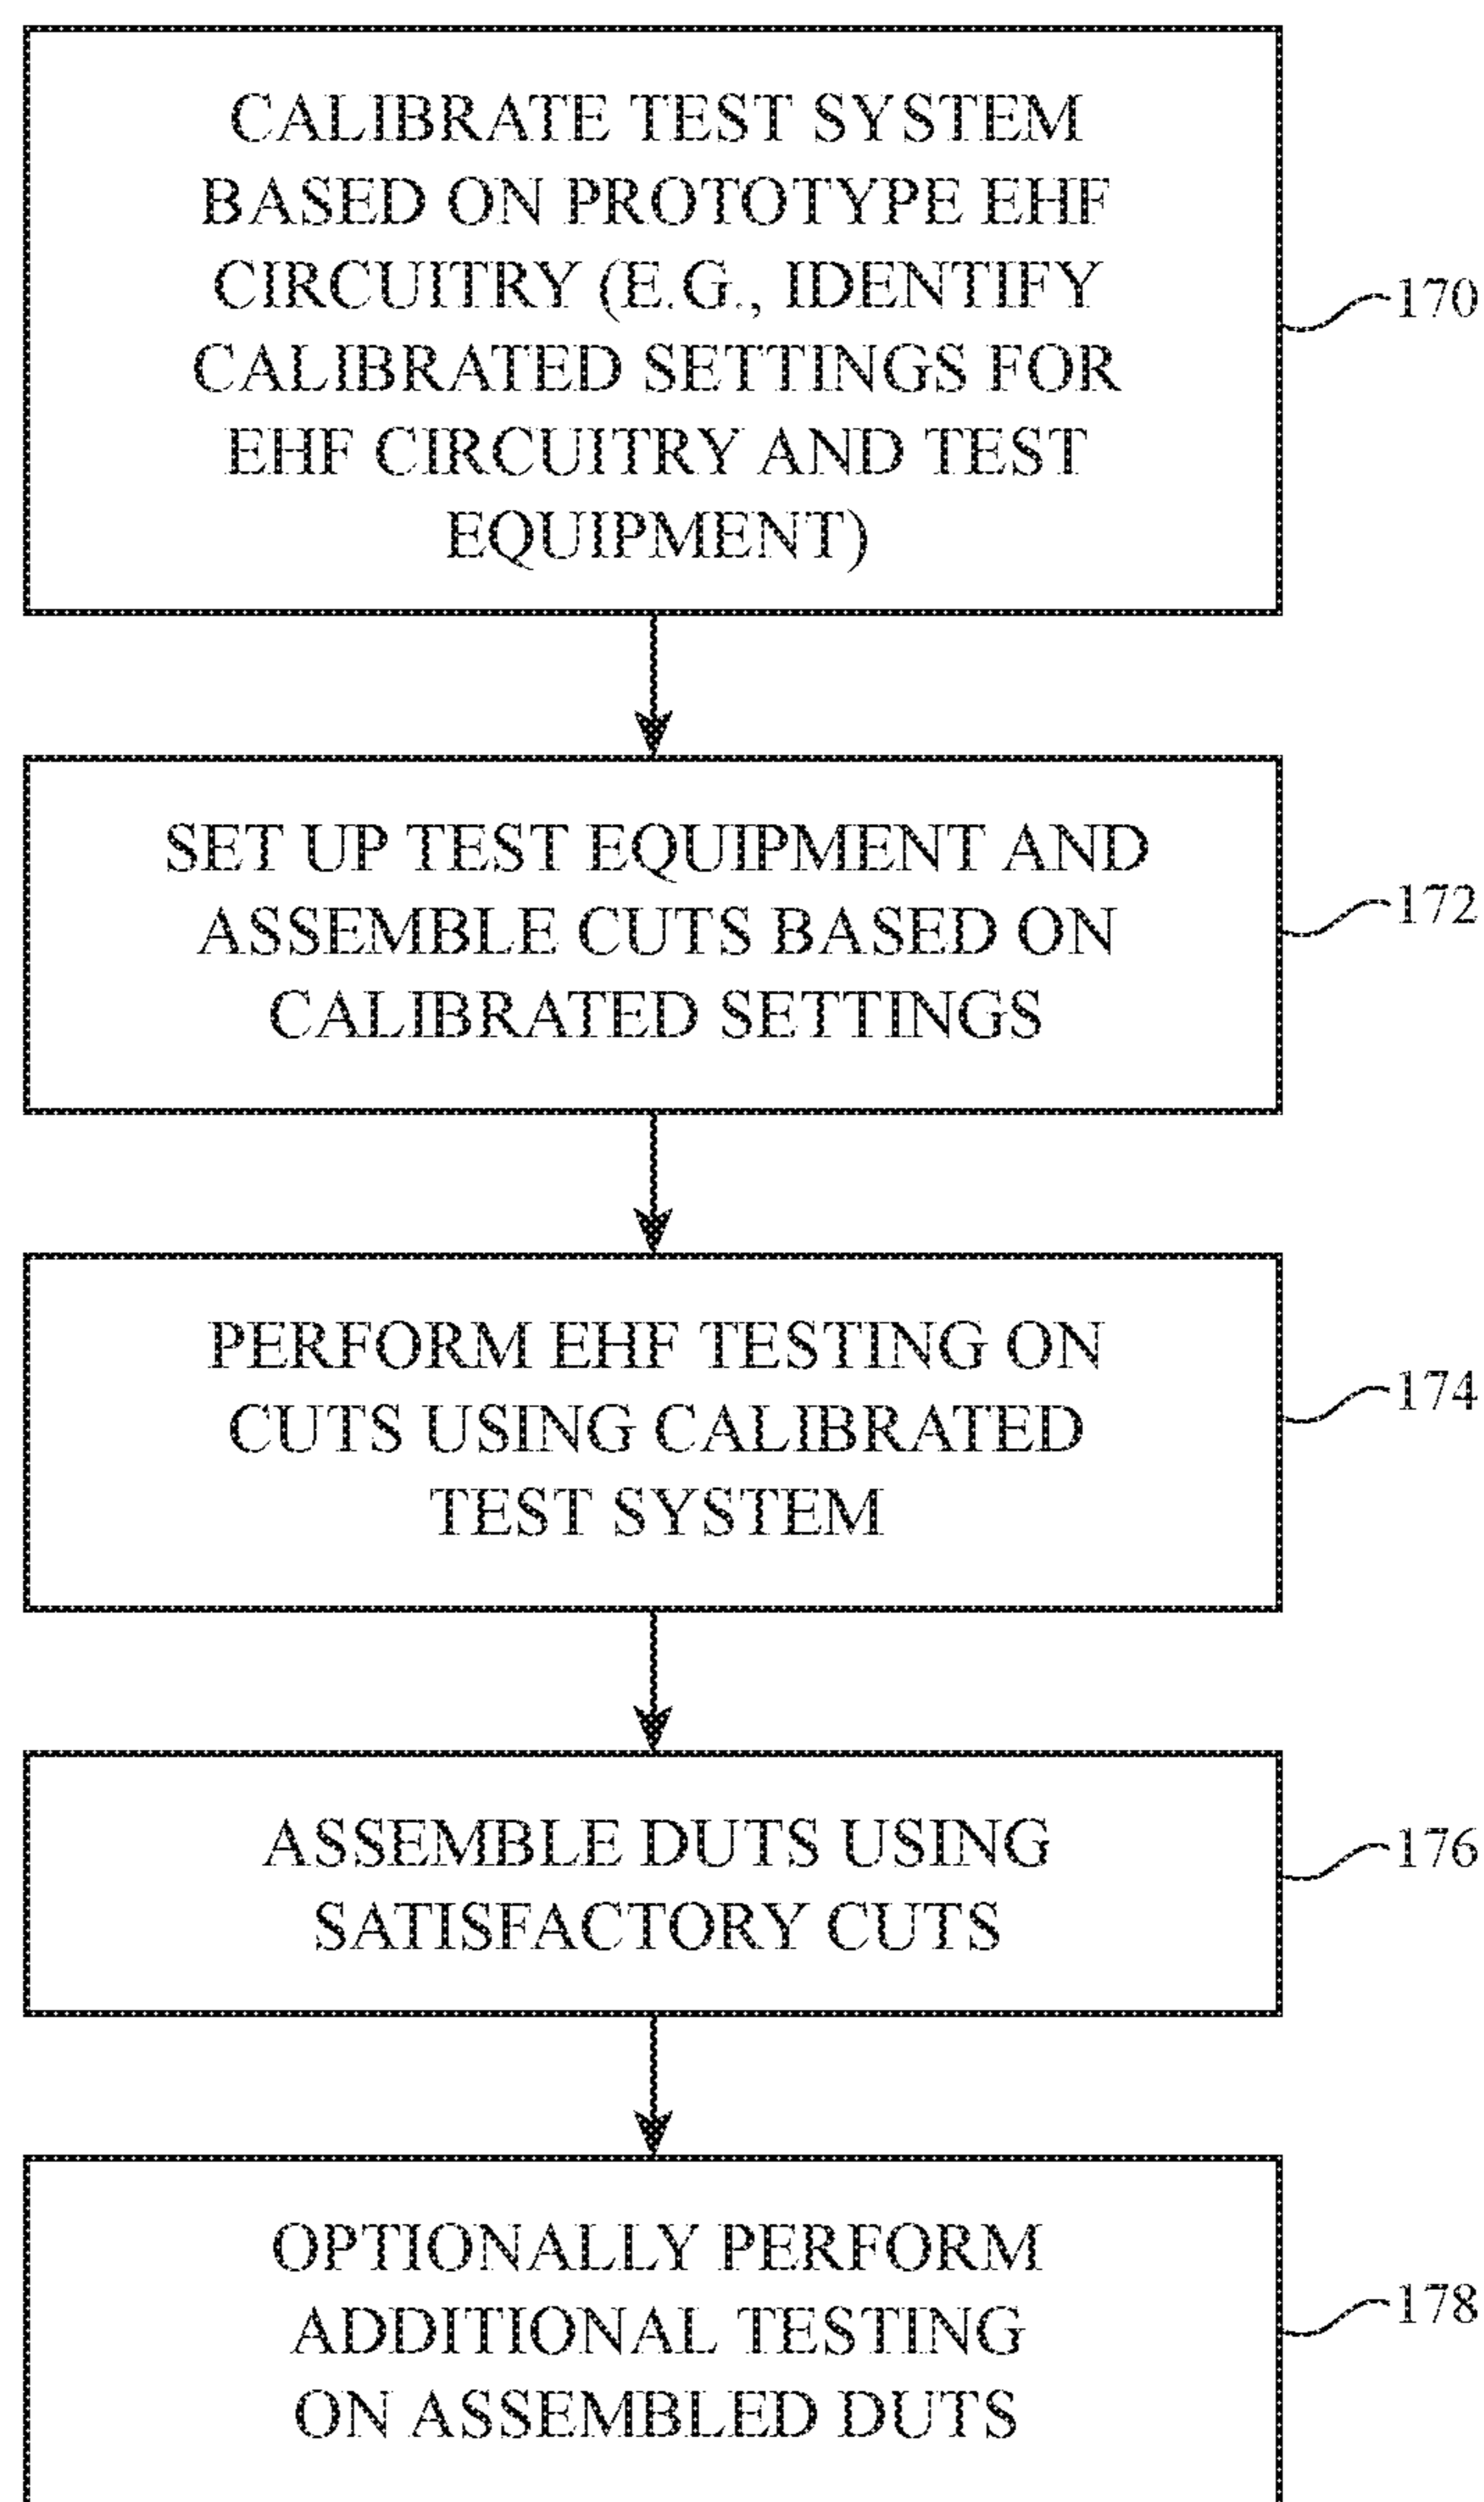 CALIBRATE TEST SYSTEM
BASED ON PROTOTYPE EHF
CIRCUITRY (E.G., IDENTIFY
CALIBRATED SETTINGS FOR
EHF CIRCUITRY AND TEST
EQUIPMENT)
170
SET UP TEST EQUIPMENT AND
ASSEMBLE CUTS BASED ON
CALIBRATED SETTINGS
172
PERFORM EHF TESTING ON
CUTS USING CALIBRATED
TEST SYSTEM
174
ASSEMBLE DUTS USING
SATISFACTORY CUTS
176
OPTIONALLY PERFORM
ADDITIONAL TESTING
ON ASSEMBLED DUTS
178